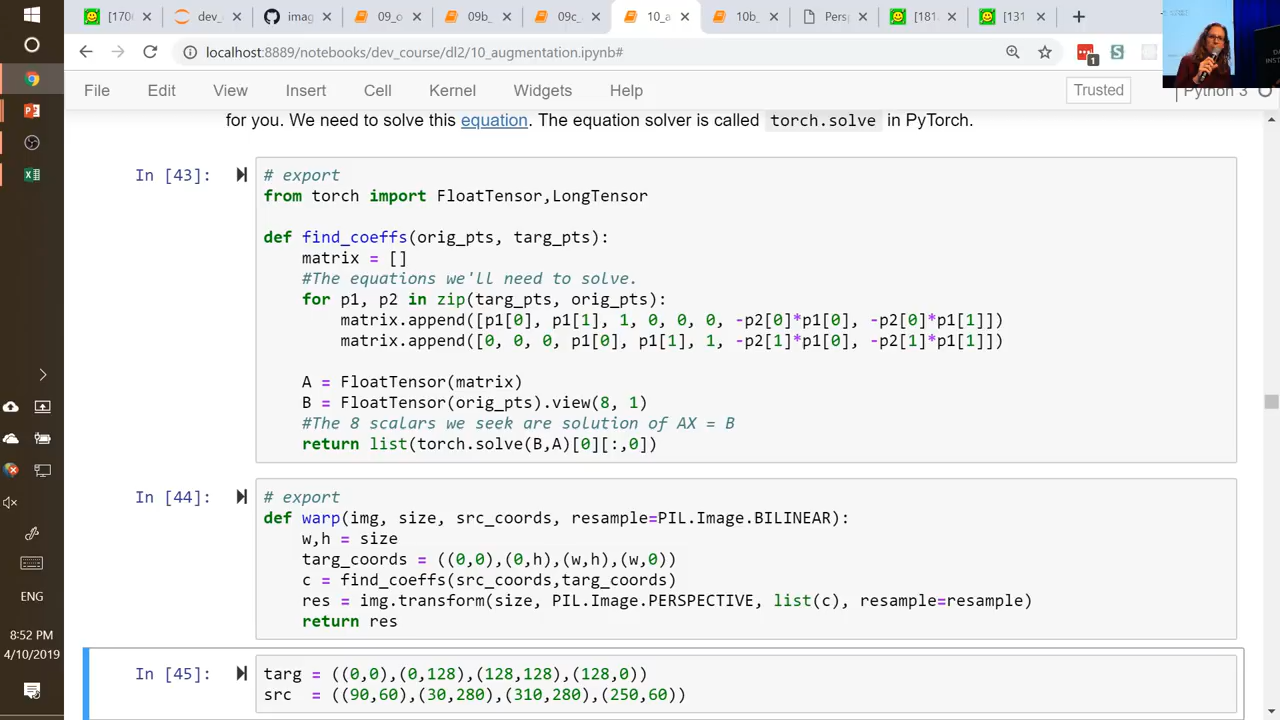 [170
dev_
imag
09_o
09b_
09c_
10_a
10b_
Persp
[181
[131
localhost:8889/notebooks/dev_course/dl2/10_augmentation.ipynb#
1
File Edit View Insert Cell Kernel Widgets Help
Trusted
Python 3
for you. We need to solve this equation. The equation solver is called torch.solve in PyTorch.
In [43]:
# export
from torch import FloatTensor,LongTensor
def find_coeffs(orig_pts, targ_pts):
matrix = []
#The equations we'll need to solve.
for p1, p2 in zip(targ_pts, orig_pts):
matrix.append([p1[0], p1[1], 1, 0, 0, 0, -p2[0]*p1[0], -p2[0]*p1[1]])
matrix.append([0, 0, 0, p1[0], p1[1], 1, -p2[1]*p1[0], -p2[1]*p1[1]])
A = FloatTensor(matrix)
B = FloatTensor(orig_pts).view(8, 1)
#The 8 scalars we seek are solution of AX = B
return list(torch.solve(B,A)[0][:,0])
In [44]:
# export
def warp(img, size, src_coords, resample=PIL.Image.BILINEAR):
w,h = size
targ_coords = ((0,0),(0,h),(w,h),(w,0))
c = find_coeffs(src_coords,targ_coords)
res = img.transform(size, PIL.Image.PERSPECTIVE, list(c), resample=resample)
return res
In [45]:
targ = ((0,0),(0,128),(128,128),(128,0))
src = ((90,60),(30,280),(310,280),(250,60))
ENG
8:52 PM
4/10/2019